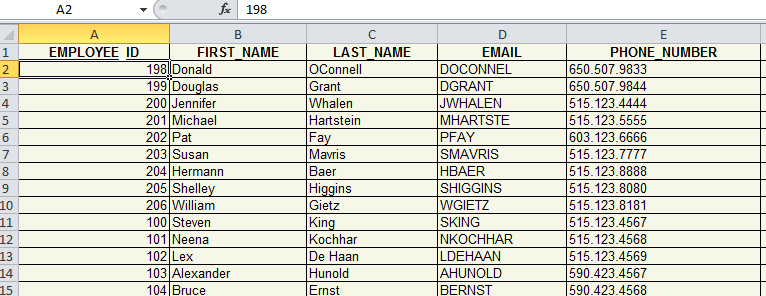 A2 fx 198
A B C D E
1 EMPLOYEE_ID FIRST_NAME LAST_NAME EMAIL PHONE_NUMBER
2 198 Donald OConnell DOCONNEL 650.507.9833
3 199 Douglas Grant DGRANT 650.507.9844
4 200 Jennifer Whalen JWHALEN 515.123.4444
5 201 Michael Hartstein MHARTSTE 515.123.5555
6 202 Pat Fay PFAY 603.123.6666
7 203 Susan Mavris SMAVRIS 515.123.7777
8 204 Hermann Baer HBAER 515.123.8888
9 205 Shelley Higgins SHIGGINS 515.123.8080
10 206 William Gietz WGIETZ 515.123.8181
11 100 Steven King SKING 515.123.4567
12 101 Neena Kochhar NKOCHHAR 515.123.4568
13 102 Lex De Haan LDEHAAN 515.123.4569
14 103 Alexander Hunold AHUNOLD 590.423.4567
15 104 Bruce Ernst BERNST 590.423.4568